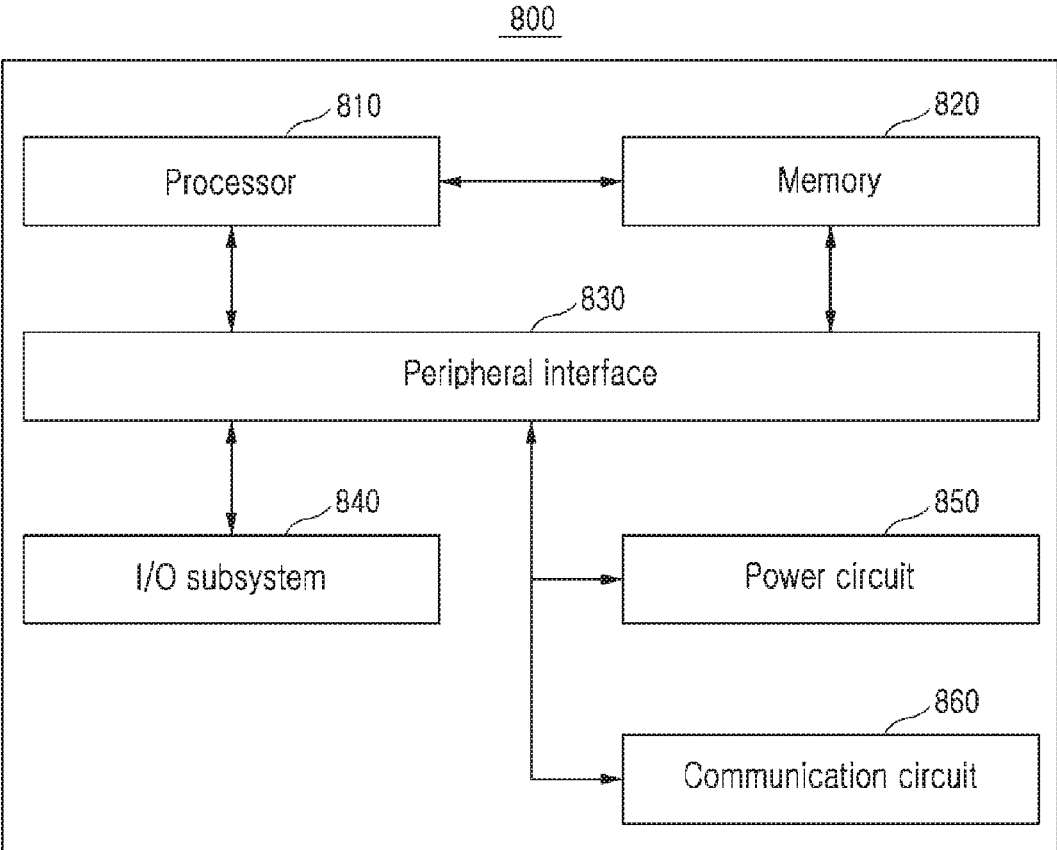 800
810
820
Processor
Memory
830
Peripheral interface
840
850
I/O subsystem
Power circuit
860
Communication circuit